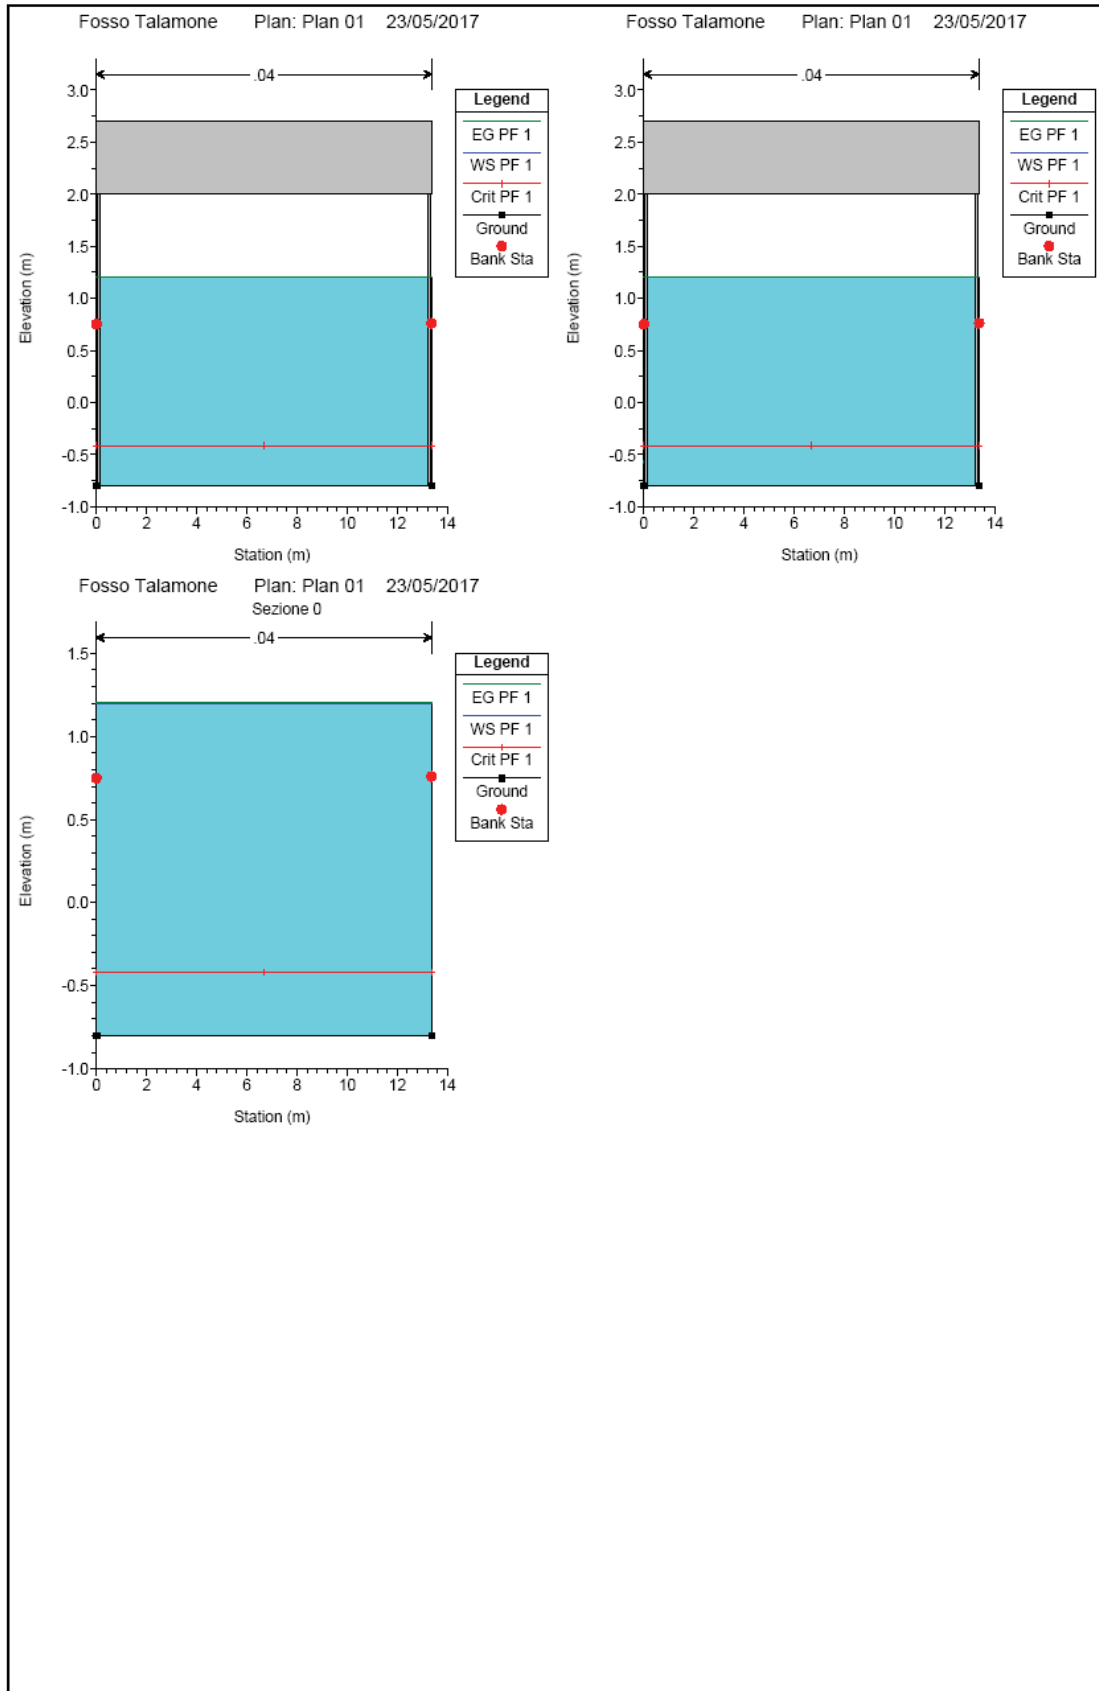 Fosso Talamone Plan: Plan 01 23/05/2017
.04
3.0
2.5
2.0
1.5
1.0
0.5
0.0
-0.5
-1.0
0 2 4 6 8 10 12 14
Station (m)
Elevation (m)
Legend
EG PF 1
WS PF 1
Crit PF 1
Ground
Bank Sta
Fosso Talamone Plan: Plan 01 23/05/2017
.04
3.0
2.5
2.0
1.5
1.0
0.5
0.0
-0.5
-1.0
0 2 4 6 8 10 12 14
Station (m)
Elevation (m)
Legend
EG PF 1
WS PF 1
Crit PF 1
Ground
Bank Sta
Fosso Talamone Plan: Plan 01 23/05/2017
Sezione 0
.04
1.5
1.0
0.5
0.0
-0.5
-1.0
0 2 4 6 8 10 12 14
Station (m)
Elevation (m)
Legend
EG PF 1
WS PF 1
Crit PF 1
Ground
Bank Sta